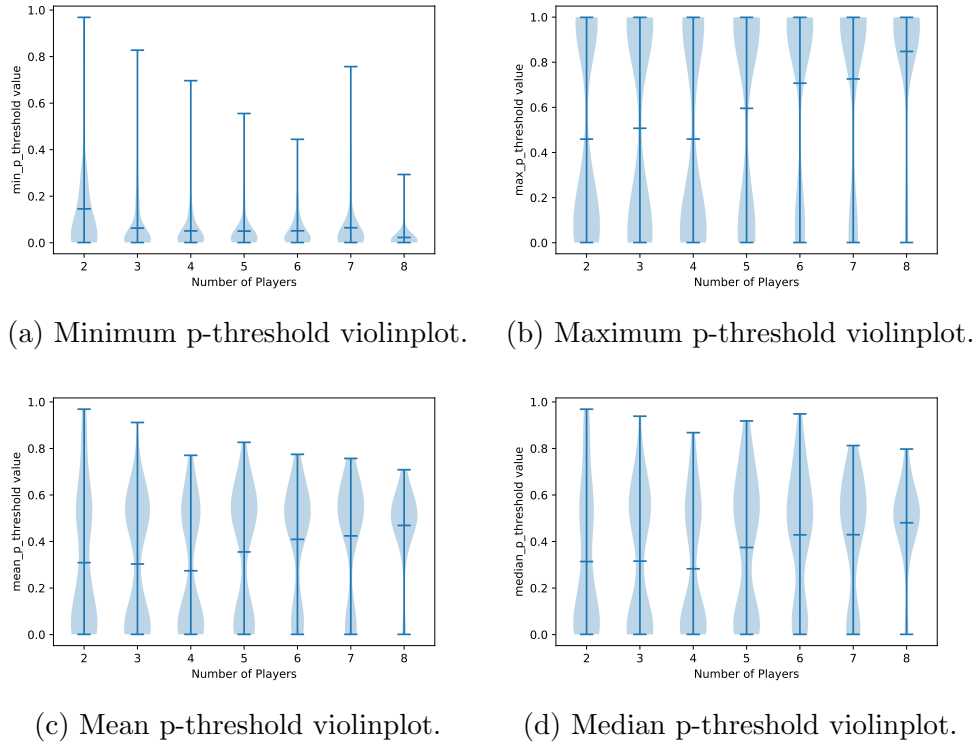 min_p_threshold value
1.0
0.8
0.6
0.4
0.2
0.0
2 3 4 5 6 7 8
Number of Players
(a) Minimum p-threshold violinplot.
max_p_threshold value
1.0
0.8
0.6
0.4
0.2
0.0
2 3 4 5 6 7 8
Number of Players
(b) Maximum p-threshold violinplot.
mean_p_threshold value
1.0
0.8
0.6
0.4
0.2
0.0
2 3 4 5 6 7 8
Number of Players
(c) Mean p-threshold violinplot.
median_p_threshold value
1.0
0.8
0.6
0.4
0.2
0.0
2 3 4 5 6 7 8
Number of Players
(d) Median p-threshold violinplot.